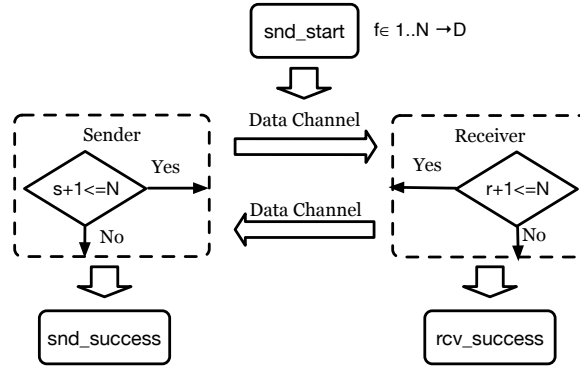 snd_start
f∈ 1..N →D
Data Channel
Sender
Receiver
Yes
Yes
s+1<=N
r+1<=N
Data Channel
No
No
snd_success
rcv_success